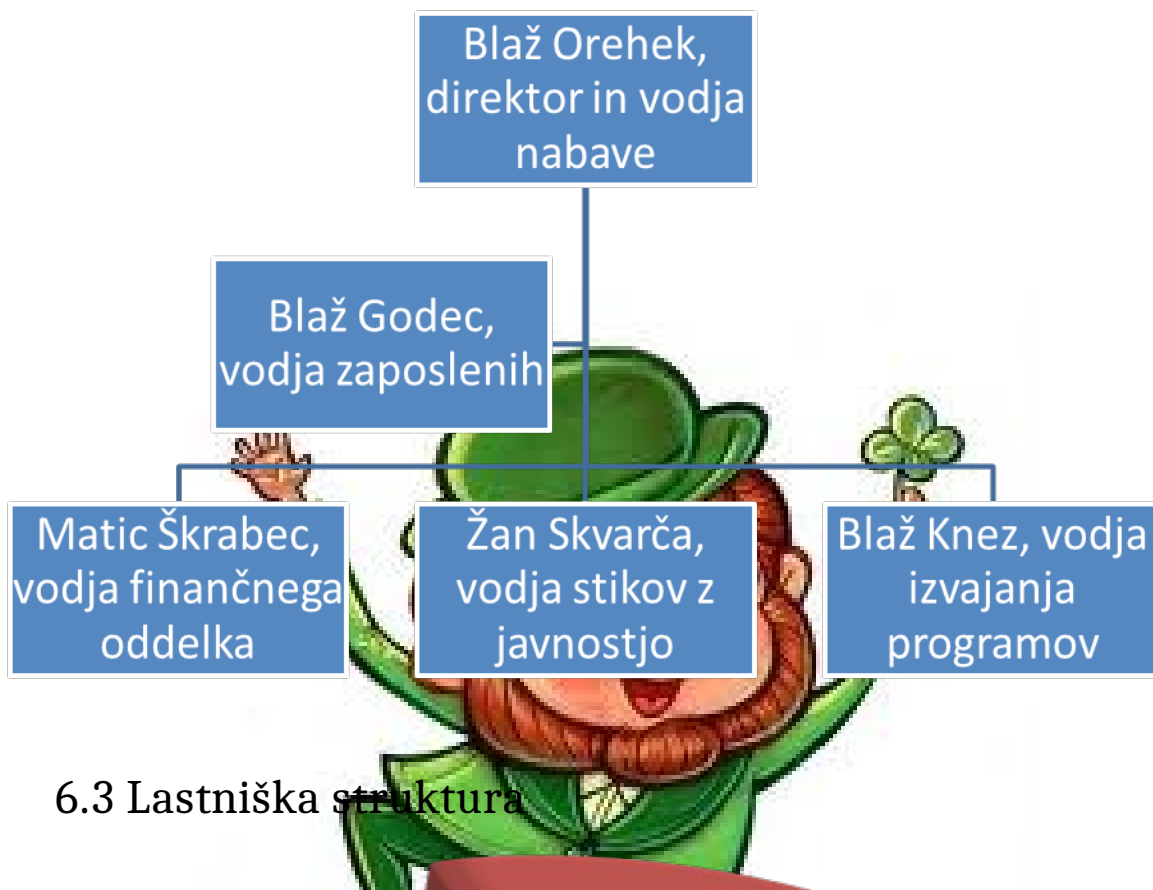 Blaž Orehek,
direktor in vodja
nabave
Blaž Godec,
vodja zaposlenih
Matic Škrabec,
vodja finančnega
oddelka
Žan Skvarča,
vodja stikov z
javnostjo
Blaž Knez, vodja
izvajanja
programov
6.3 Lastniška struktura